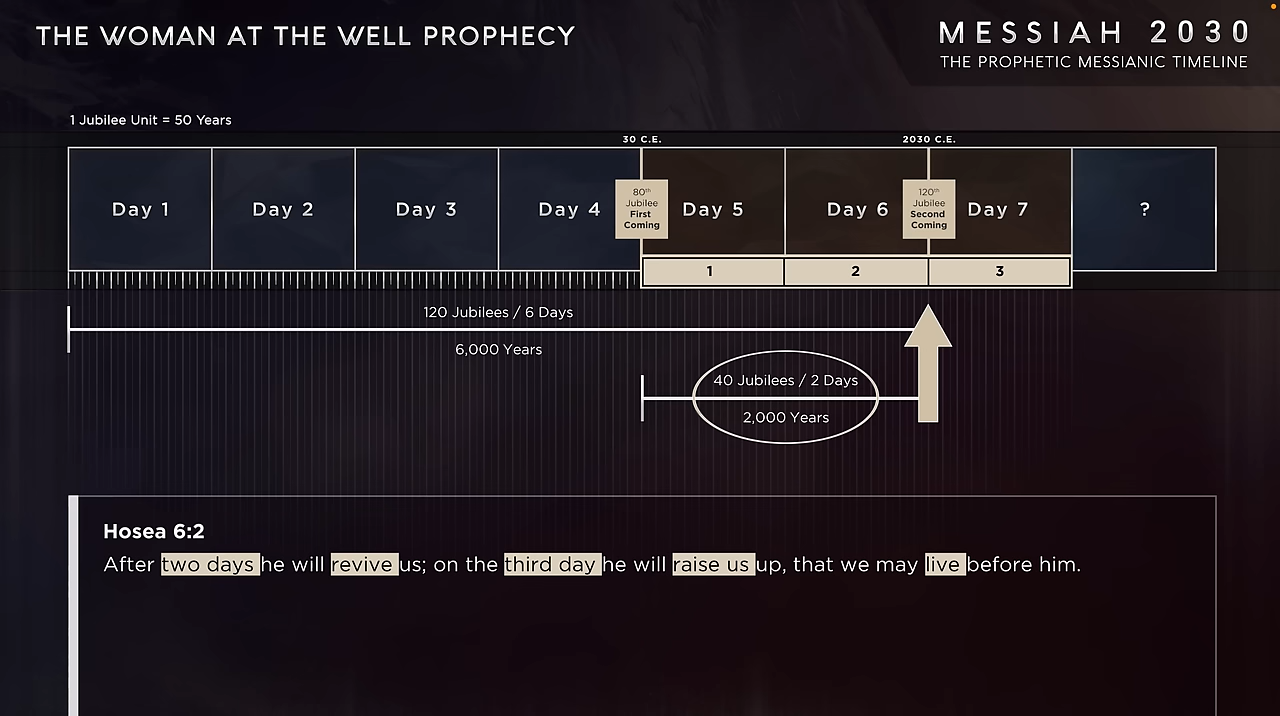 THE WOMAN AT THE WELL PROPHECY
MESSIAH 2030
THE PROPHETIC MESSIANIC TIMELINE
1 Jubilee Unit = 50 Years
30 C.E.
2030 C.E.
Day 1
Day 2
Day 3
Day 4
80th
Jubilee
First
Coming
Day 5
Day 6
120th
Jubilee
Second
Coming
Day 7
?
1
2
3
120 Jubilees / 6 Days
6,000 Years
40 Jubilees / 2 Days
2,000 Years
Hosea 6:2
After two days he will revive us; on the third day he will raise us up, that we may live before him.